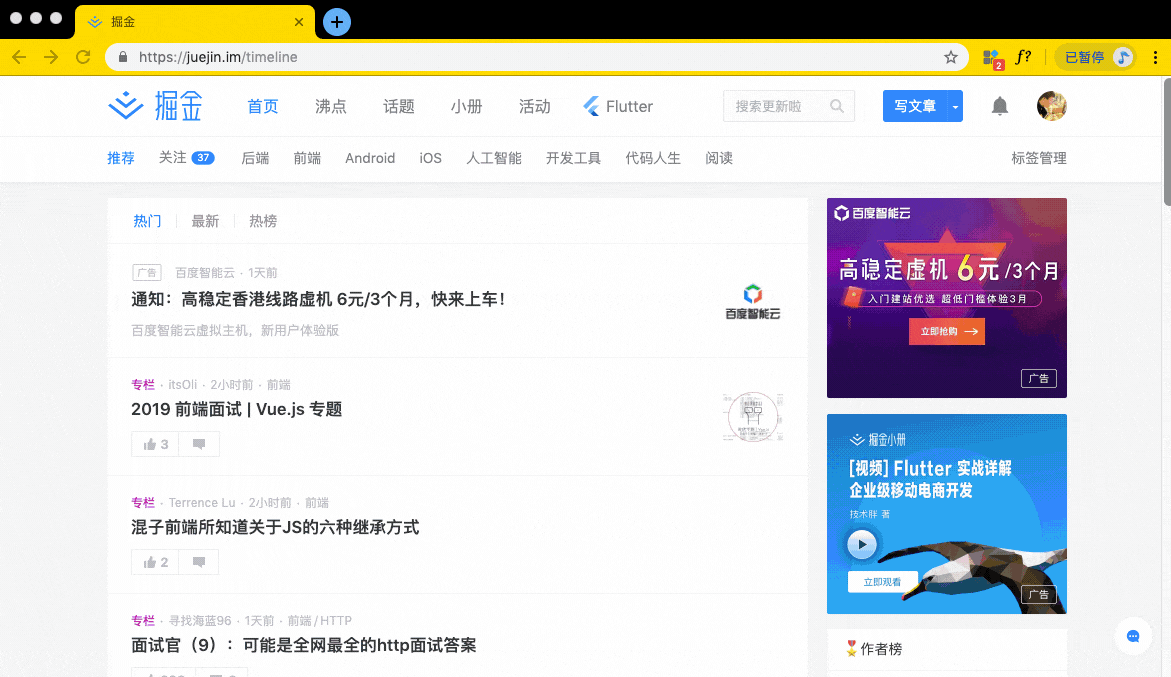 掘金
https://juejin.im/timeline
2
f?
已暂停
掘金
首页
沸点
话题
小册
活动
Flutter
搜索更新啦
写文章
推荐
关注 37
后端
前端
Android
iOS
人工智能
开发工具
代码人生
阅读
标签管理
热门
最新
热榜
广告
百度智能云 · 1天前
通知：高稳定香港线路虚机 6元/3个月，快来上车！
百度智能云虚拟主机，新用户体验版
百度智能云
专栏 · itsOli · 2小时前 · 前端
2019 前端面试 | Vue.js 专题
3
专栏 · Terrence Lu · 2小时前 · 前端
混子前端所知道关于JS的六种继承方式
2
专栏 · 寻找海蓝96 · 1天前 · 前端 / HTTP
面试官（9）：可能是全网最全的http面试答案
百度智能云
高稳定虚机 6元/3个月
入门建站优选 超低门槛体验3月
立即抢购
广告
掘金小册
[视频] Flutter 实战详解
企业级移动电商开发
技术胖 著
立即观看
广告
作者榜